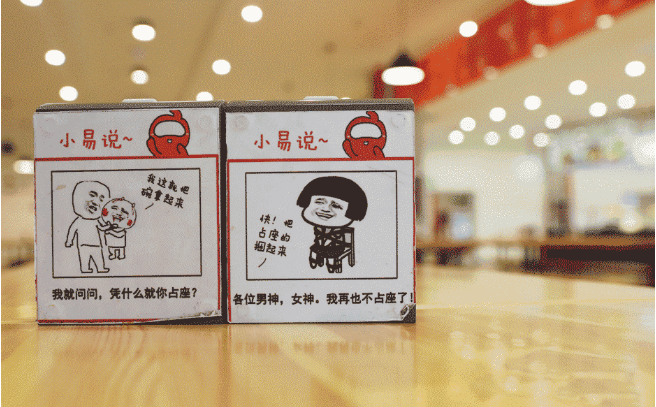 小易说~
我这就把
碗拿起来
我就问问，凭什么就你占座？
小易说~
快！把
占座的
捆起来
各位男神，女神。我再也不占座了！